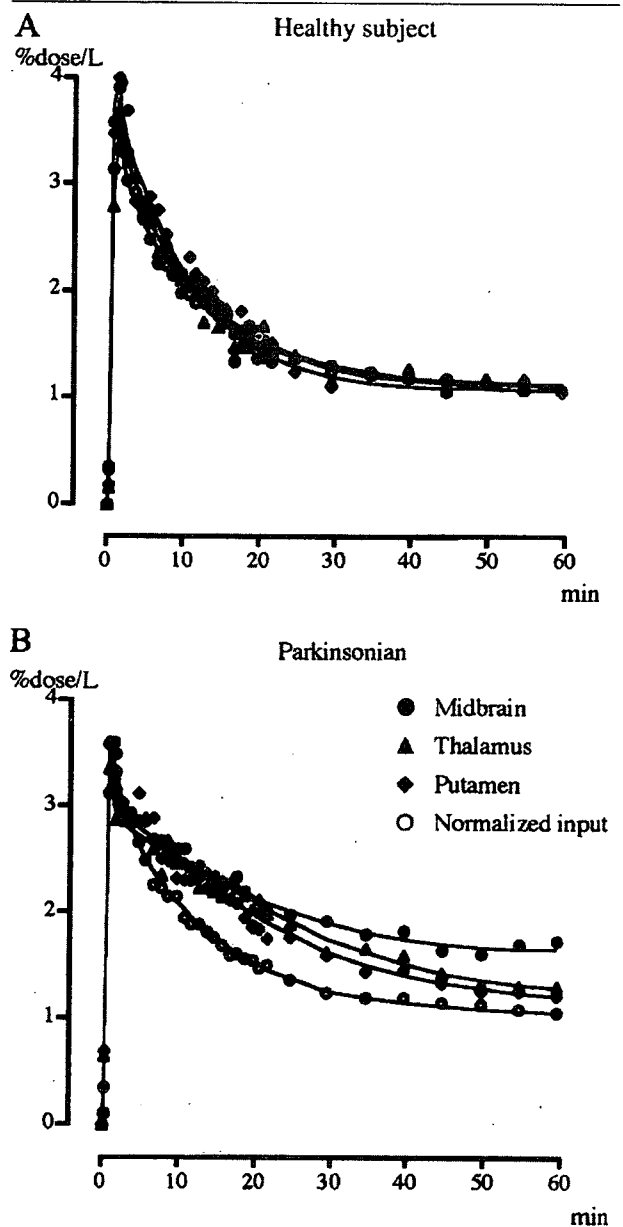 A
Healthy subject
%dose/L
4
3
2
1
0
0 10 20 30 40 50 60
min
B
Parkinsonian
%dose/L
4
Midbrain
Thalamus
3
Putamen
Normalized input
2
1
0
0 10 20 30 40 50 60
min